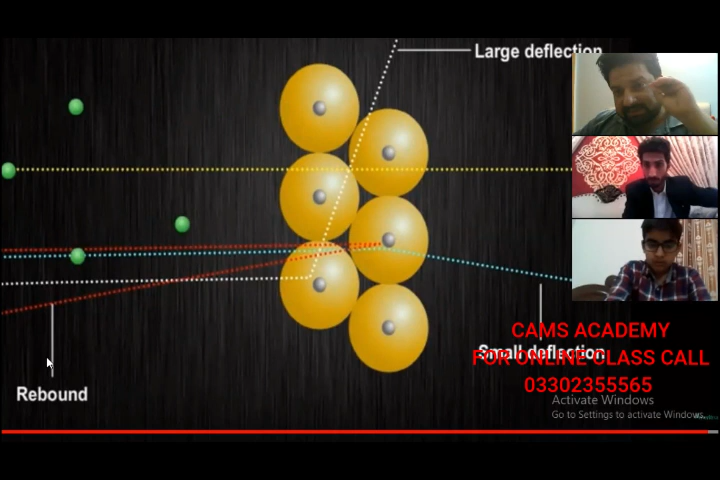 Large deflection
CAMS ACADEMY
Small deflection
FOR ONLINE CLASS CALL
03302355565
Rebound
Activate Windows
Go to Settings to activate Windows.